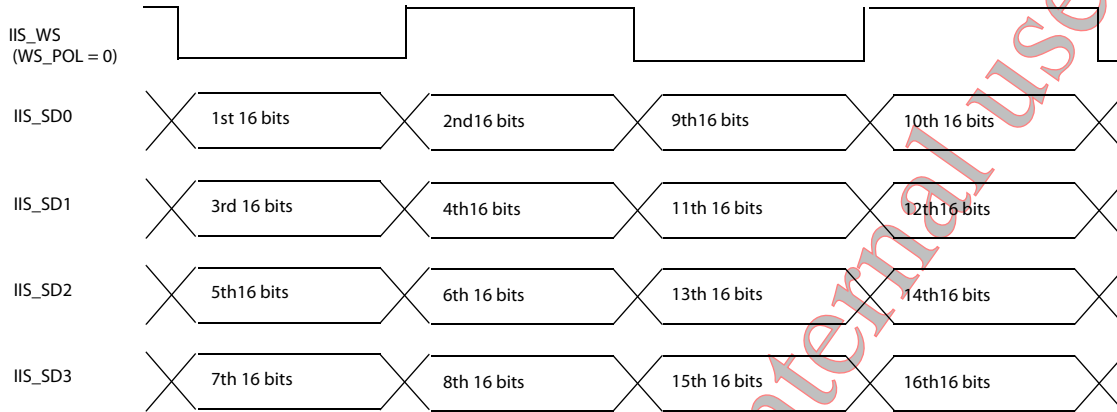 IIS_WS
(WS_POL = 0)
IIS_SD0 1st 16 bits 2nd16 bits 9th16 bits 10th 16 bits
IIS_SD1 3rd 16 bits 4th16 bits 11th 16 bits 12th16 bits
IIS_SD2 5th16 bits 6th 16 bits 13th 16 bits 14th16 bits
IIS_SD3 7th 16 bits 8th 16 bits 15th 16 bits 16th16 bits
ternal use